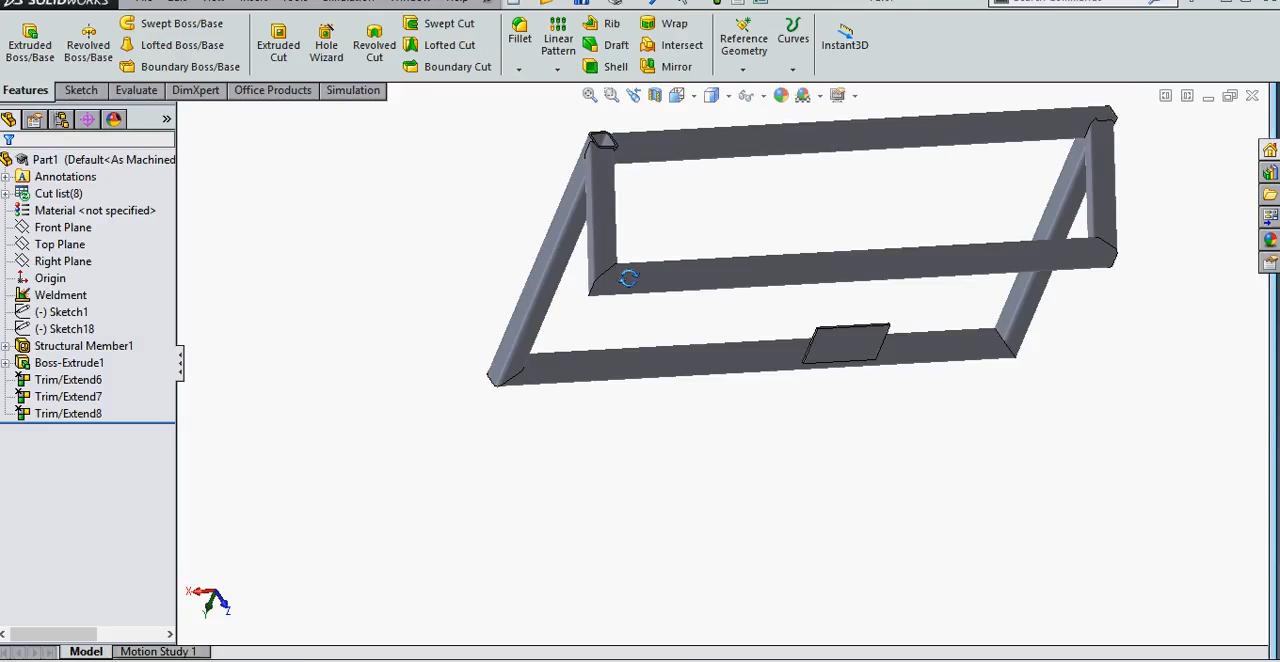 SOLIDWORKS
Extruded Boss/Base
Revolved Boss/Base
Swept Boss/Base
Lofted Boss/Base
Boundary Boss/Base
Extruded Cut
Hole Wizard
Revolved Cut
Swept Cut
Lofted Cut
Boundary Cut
Fillet
Linear Pattern
Rib
Draft
Shell
Wrap
Intersect
Mirror
Reference Geometry
Curves
Instant3D
Features Sketch Evaluate DimXpert Office Products Simulation
»
Part1 (Default<As Machined
Annotations
Cut list(8)
Material <not specified>
Front Plane
Top Plane
Right Plane
Origin
Weldment
(-) Sketch1
(-) Sketch18
Structural Member1
Boss-Extrude1
Trim/Extend6
Trim/Extend7
Trim/Extend8
X
Y
Z
Model Motion Study 1